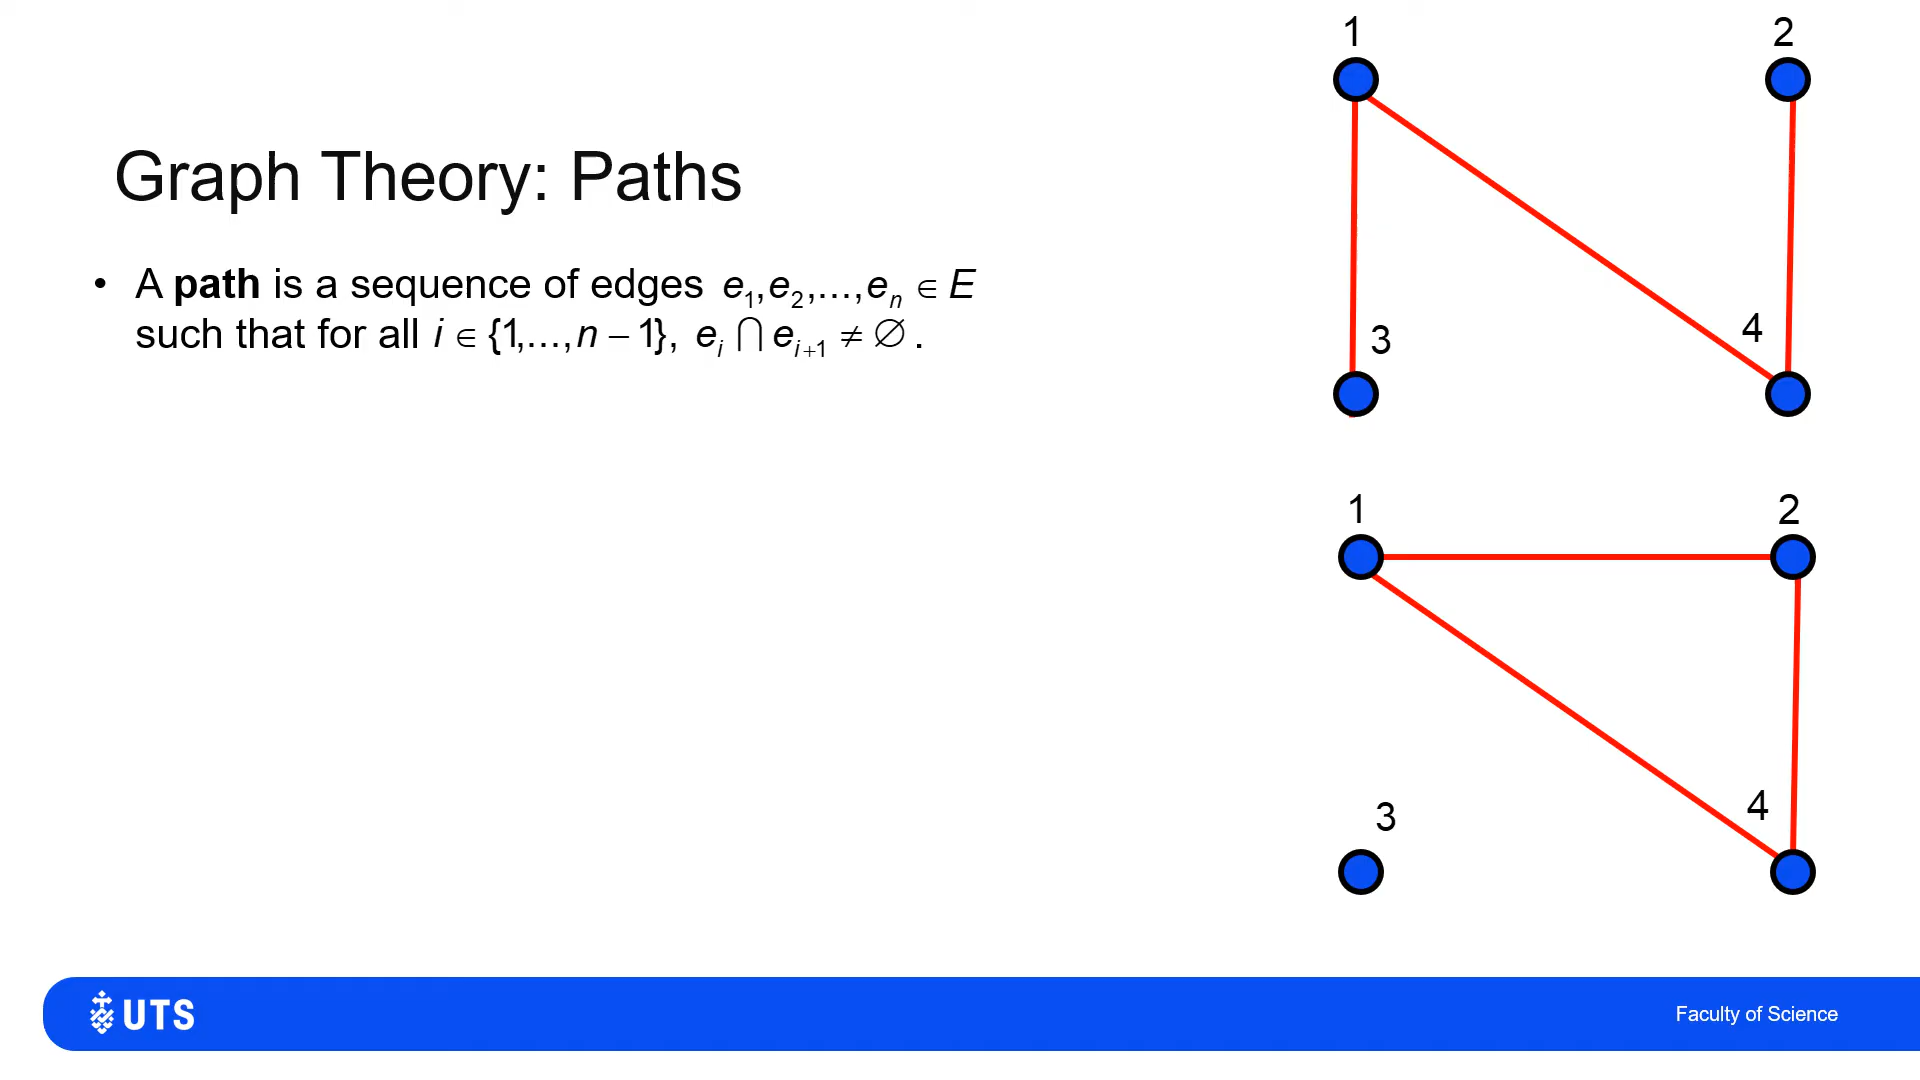 Graph Theory: Paths
• A path is a sequence of edges e₁,e₂,...,eₙ ∈ E
such that for all i ∈ {1,...,n − 1}, eᵢ ⋂ eᵢ₊₁ ≠ ∅ .
1 2
3 4
1 2
3 4
UTS
Faculty of Science